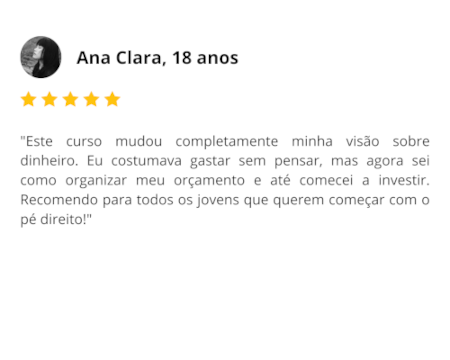 Ana Clara, 18 anos
"Este curso mudou completamente minha visão sobre
dinheiro. Eu costumava gastar sem pensar, mas agora sei
como organizar meu orçamento e até comecei a investir.
Recomendo para todos os jovens que querem começar com o
pé direito!"